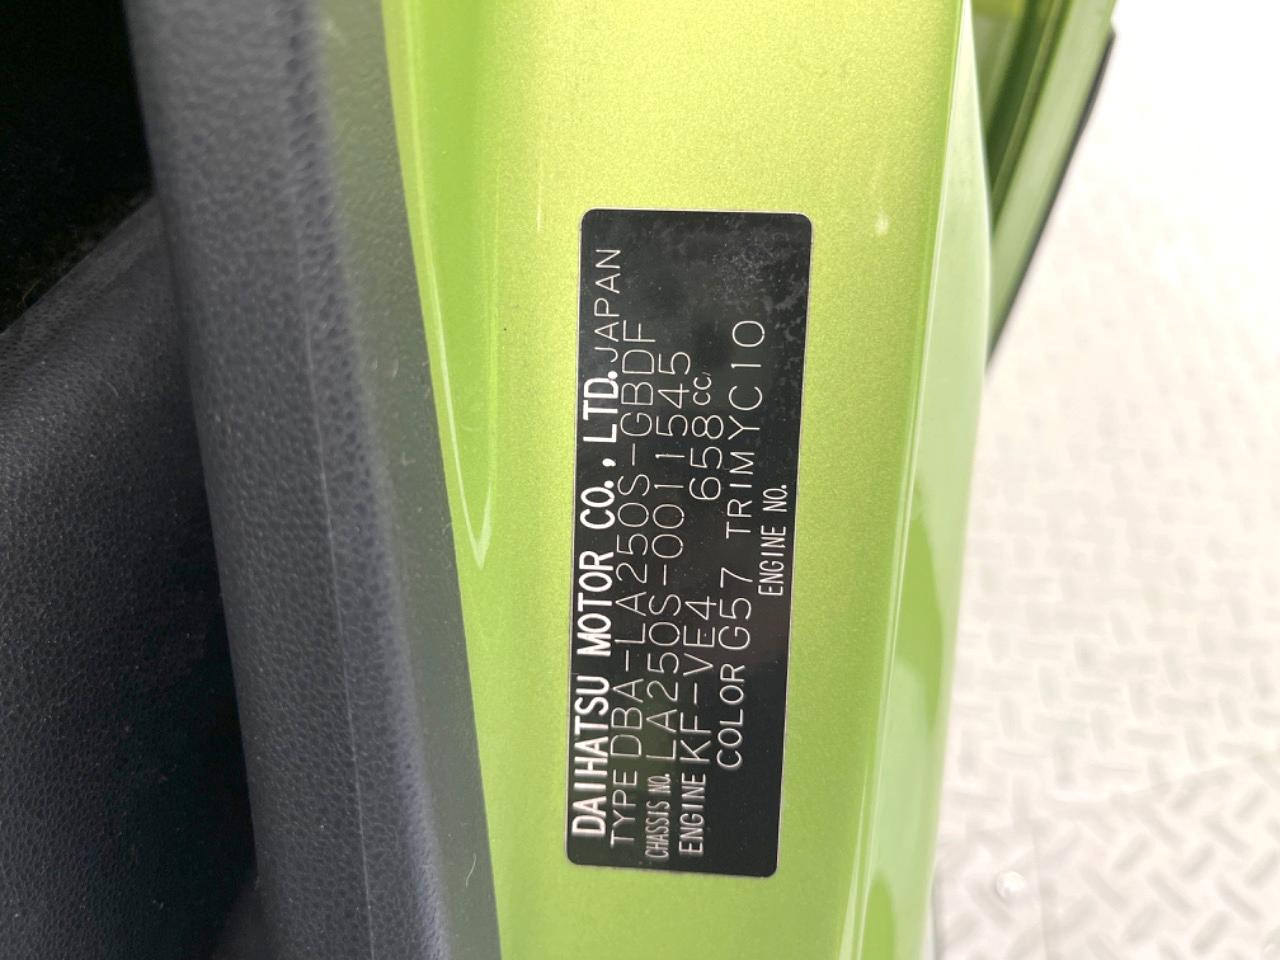 DAIHATSU MOTOR CO., LTD. JAPAN
TYPE DBA-LA250S-GBDF
CHASSIS NO. LA250S-0011545
ENGINE KF-VE4 658CC
COLOR G57 TRIM YC10
ENGINE NO.